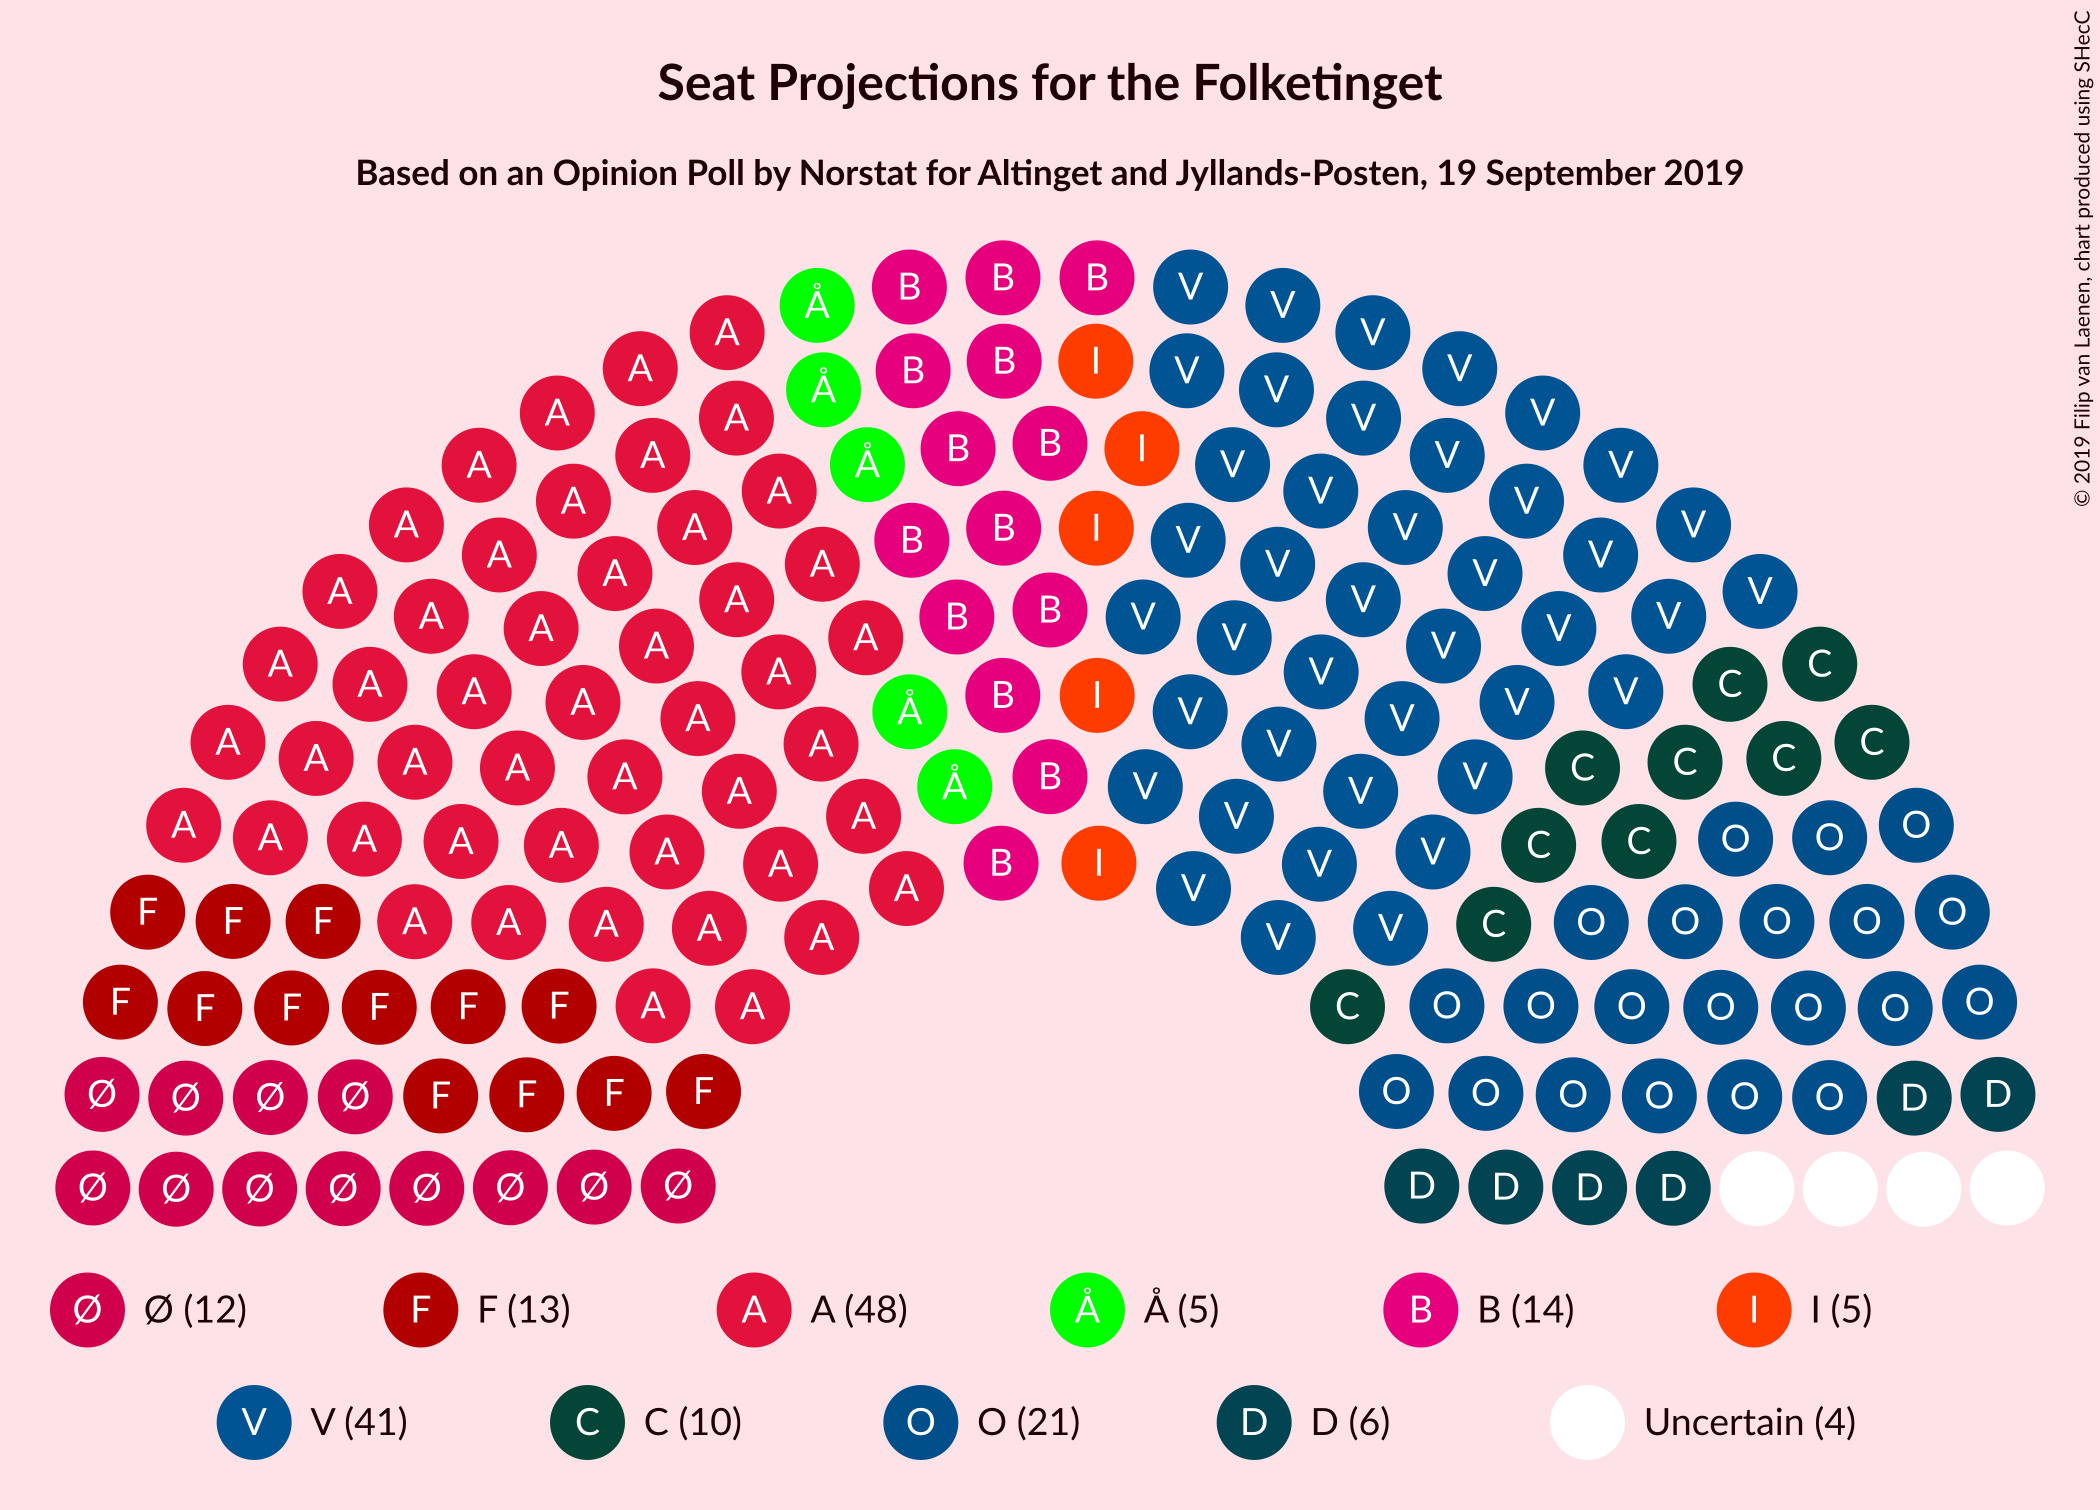 Seat Projections for the Folketinget
Based on an Opinion Poll by Norstat for Altinget and Jyllands-Posten, 19 September 2019
© 2019 Filip van Laenen, chart produced using SHecC
B B B V
Å V
A V
A V
A B B I V V
Å V
A V
A V
A B B I V V
A Å V V
A V
A A B B I V V
A A V V
A A V V
A A B B V V V
A A V V
A A A V V V
A A A B I V V V C C
A A A Å V V
A A A B V V V C C C C
A A A A Å V V
A A A A A A A B I V V V C C O O O
A V
F F F A A A A A V V C O O O O O
F F F F F F A A C O O O O O O O
Ø Ø Ø Ø F F F F O O O O O O D D
Ø Ø Ø Ø Ø Ø Ø Ø D D D D
Ø Ø (12) F F (13) A A (48) Å Å (5) B B (14) I I (5)
V V (41) C C (10) O O (21) D D (6) Uncertain (4)